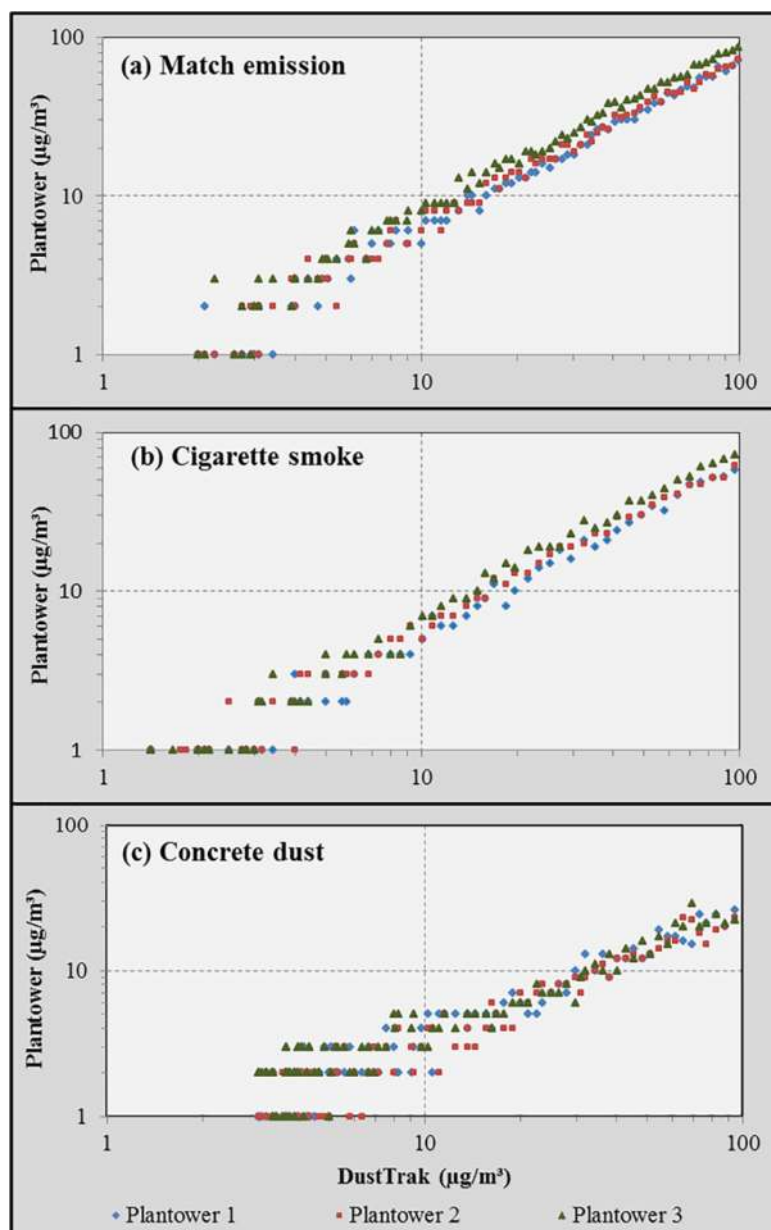 (a) Match emission
Plantower (µg/m³)
100
10
1
1 10 100
(b) Cigarette smoke
Plantower (µg/m³)
100
10
1
1 10 100
(c) Concrete dust
Plantower (µg/m³)
100
10
1
1 10 100
DustTrak (µg/m³)
Plantower 1 Plantower 2 Plantower 3